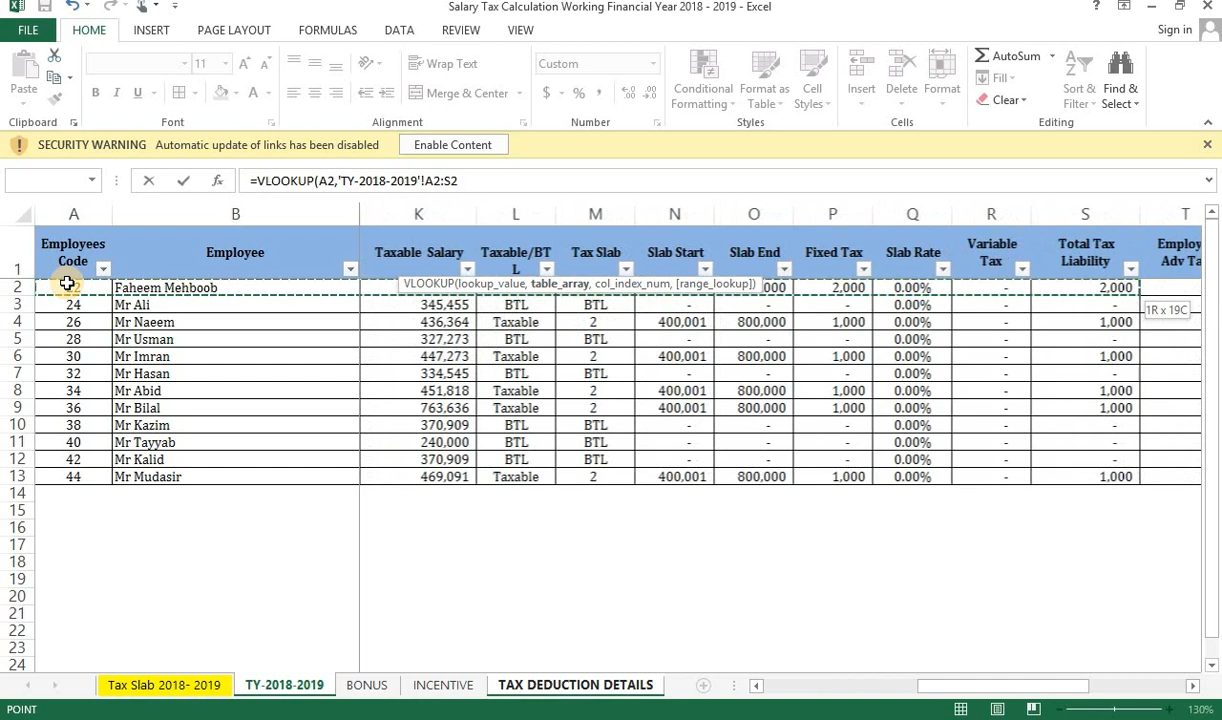 Salary Tax Calculation Working Financial Year 2018 - 2019 - Excel
FILE HOME INSERT PAGE LAYOUT FORMULAS DATA REVIEW VIEW Sign in
11 Wrap Text Custom AutoSum
Paste B I U Merge & Center $ % Conditional Formatting Format as Table Cell Styles Insert Delete Format Fill Clear Sort & Filter Find & Select
Clipboard Font Alignment Number Styles Cells Editing
SECURITY WARNING Automatic update of links has been disabled Enable Content
=VLOOKUP(A2,'TY-2018-2019'!A2:S2
A B K L M N O P Q R S T
1 Employees Code Employee Taxable Salary Taxable/BTL Tax Slab Slab Start Slab End Fixed Tax Slab Rate Variable Tax Total Tax Liability
VLOOKUP(lookup_value, table_array, col_index_num, [range_lookup])
2 Faheem Mehboob 2,000 0.00% - 2,000
1R x 19C
3 24 Mr Ali 345,455 BTL BTL - - - 0.00% - -
4 26 Mr Naeem 436,364 Taxable 2 400,001 800,000 1,000 0.00% - 1,000
5 28 Mr Usman 327,273 BTL BTL - - - 0.00% - -
6 30 Mr Imran 447,273 Taxable 2 400,001 800,000 1,000 0.00% - 1,000
7 32 Mr Hasan 334,545 BTL BTL - - - 0.00% - -
8 34 Mr Abid 451,818 Taxable 2 400,001 800,000 1,000 0.00% - 1,000
9 36 Mr Bilal 763,636 Taxable 2 400,001 800,000 1,000 0.00% - 1,000
10 38 Mr Kazim 370,909 BTL BTL - - - 0.00% - -
11 40 Mr Tayyab 240,000 BTL BTL - - - 0.00% - -
12 42 Mr Kalid 370,909 BTL BTL - - - 0.00% - -
13 44 Mr Mudasir 469,091 Taxable 2 400,001 800,000 1,000 0.00% - 1,000
14
15
16
17
18
19
20
21
22
23
24
Tax Slab 2018- 2019 TY-2018-2019 BONUS INCENTIVE TAX DEDUCTION DETAILS
POINT 130%